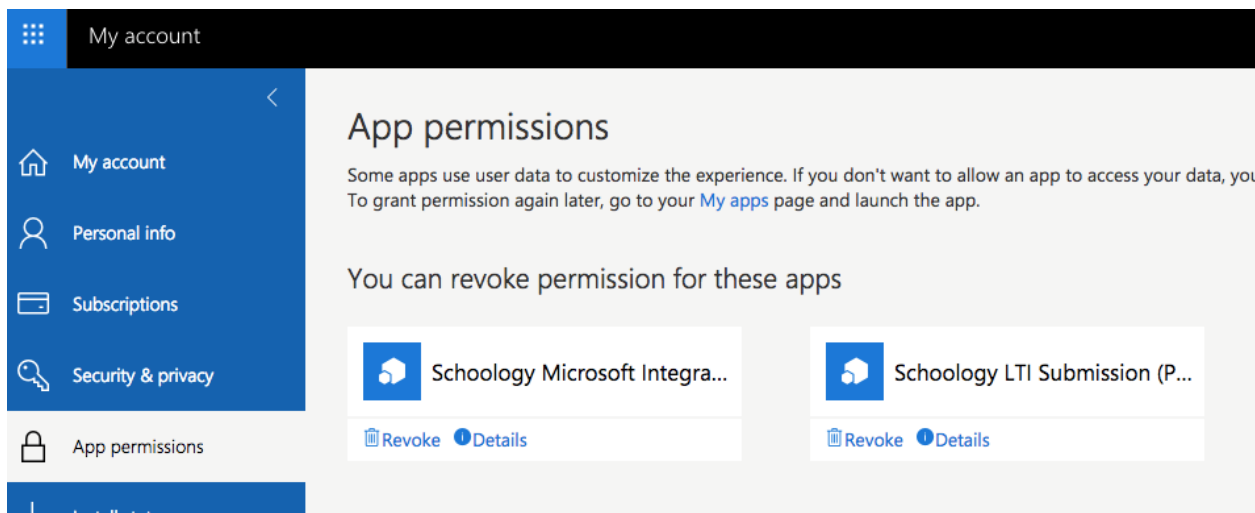 My account
My account
Personal info
Subscriptions
Security & privacy
App permissions
App permissions
Some apps use user data to customize the experience. If you don't want to allow an app to access your data, you
To grant permission again later, go to your My apps page and launch the app.
You can revoke permission for these apps
Schoology Microsoft Integra...
Revoke Details
Schoology LTI Submission (P...
Revoke Details